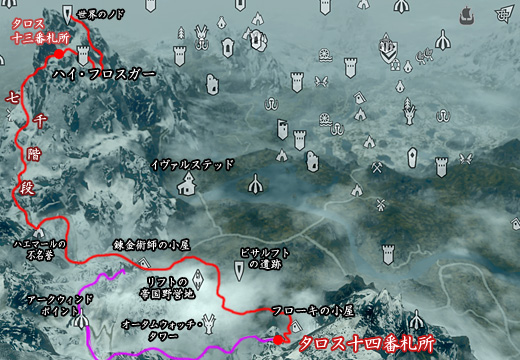 世界のノド
タロス
十三番札所
ハイ・フロスガー
七千階段
イヴァルステッド
ハエマールの
不名誉
錬金術師の小屋
ピサルフト
の遺跡
リフトの
帝国野営地
アークウィンド
ポイント
オータムウォッチ・
タワー
フローキの小屋
タロス十四番札所